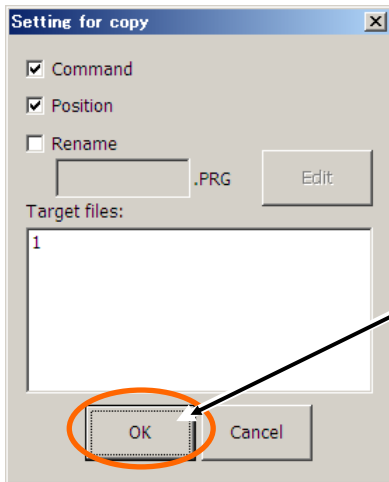 Setting for copy
Command
Position
Rename
.PRG
Edit
Target files:
1
OK
Cancel